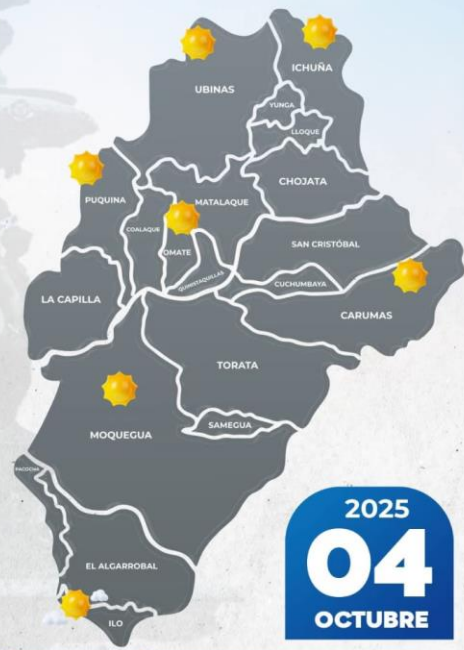 ICHUÑA
UBINAS
YUNGA
LLOQUE
CHOJATA
PUQUINA
MATALAQUE
COALAQUE
SAN CRISTÓBAL
OMATE
QUINISTAQUILLAS
CUCHUMBAYA
LA CAPILLA
CARUMAS
TORATA
SAMEGUA
MOQUEGUA
PACOCHA
EL ALGARROBAL
ILO
2025
04
OCTUBRE